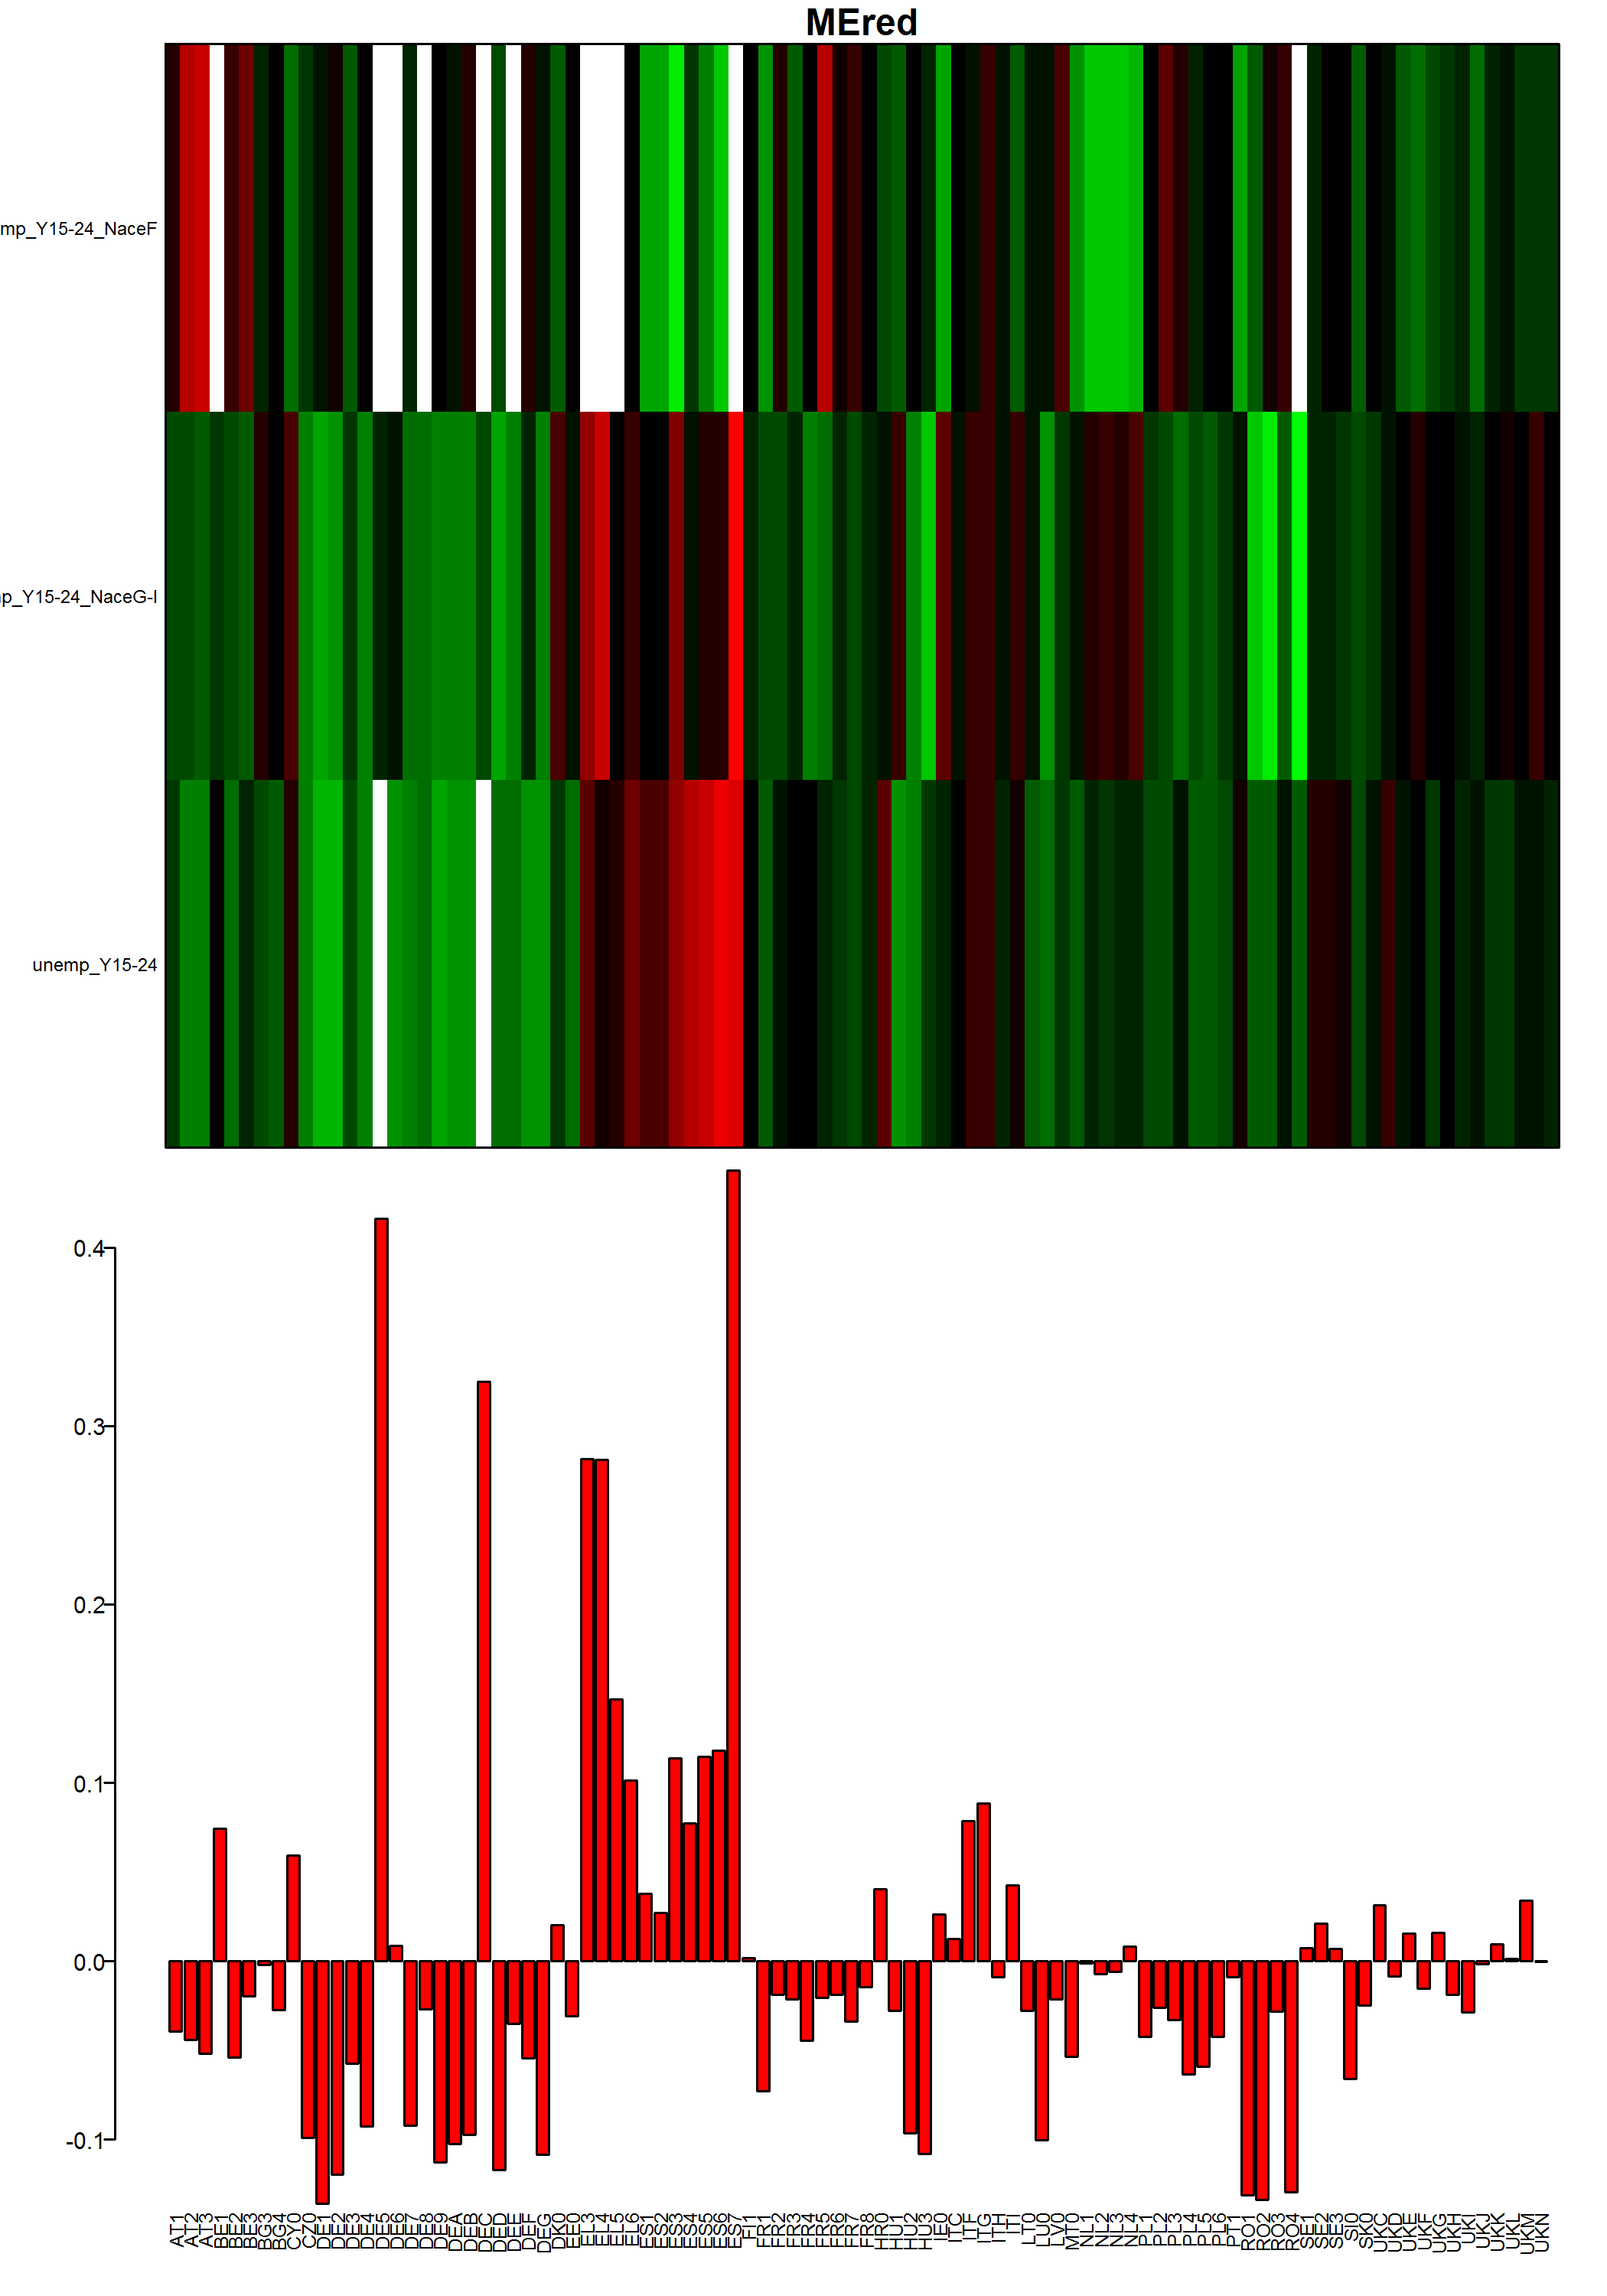 MEred
mp_Y15-24_NaceF
p_Y15-24_NaceG-I
unemp_Y15-24
0.4
0.3
0.2
0.1
0.0
-0.1
AT1
AT2
AT3
BE1
BE2
BE3
BG3
BG4
CY0
CZ0
DE1
DE2
DE3
DE4
DE5
DE6
DE7
DE8
DE9
DEA
DEB
DEC
DED
DEE
DEF
DEG
DK0
EE0
EL3
EL4
EL5
EL6
ES1
ES2
ES3
ES4
ES5
ES6
ES7
FI1
FR1
FR2
FR3
FR4
FR5
FR6
FR7
FR8
HR0
HU1
HU2
HU3
IE0
ITC
ITF
ITG
ITH
ITI
LT0
LU0
LV0
MT0
NL1
NL2
NL3
NL4
PL1
PL2
PL3
PL4
PL5
PL6
PT1
RO1
RO2
RO3
RO4
SE1
SE2
SE3
SI0
SK0
UKC
UKD
UKE
UKF
UKG
UKH
UKI
UKJ
UKK
UKL
UKM
UKN